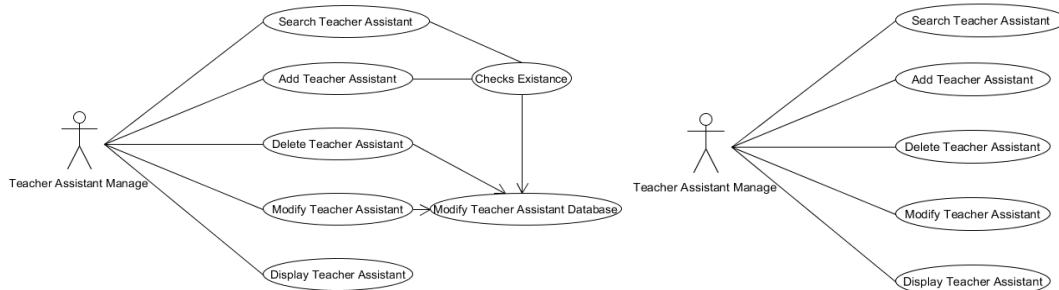 Search Teacher Assistant
Add Teacher Assistant
Checks Existance
Delete Teacher Assistant
Teacher Assistant Manage
Modify Teacher Assistant
Modify Teacher Assistant Database
Display Teacher Assistant
Search Teacher Assistant
Add Teacher Assistant
Delete Teacher Assistant
Teacher Assistant Manage
Modify Teacher Assistant
Display Teacher Assistant